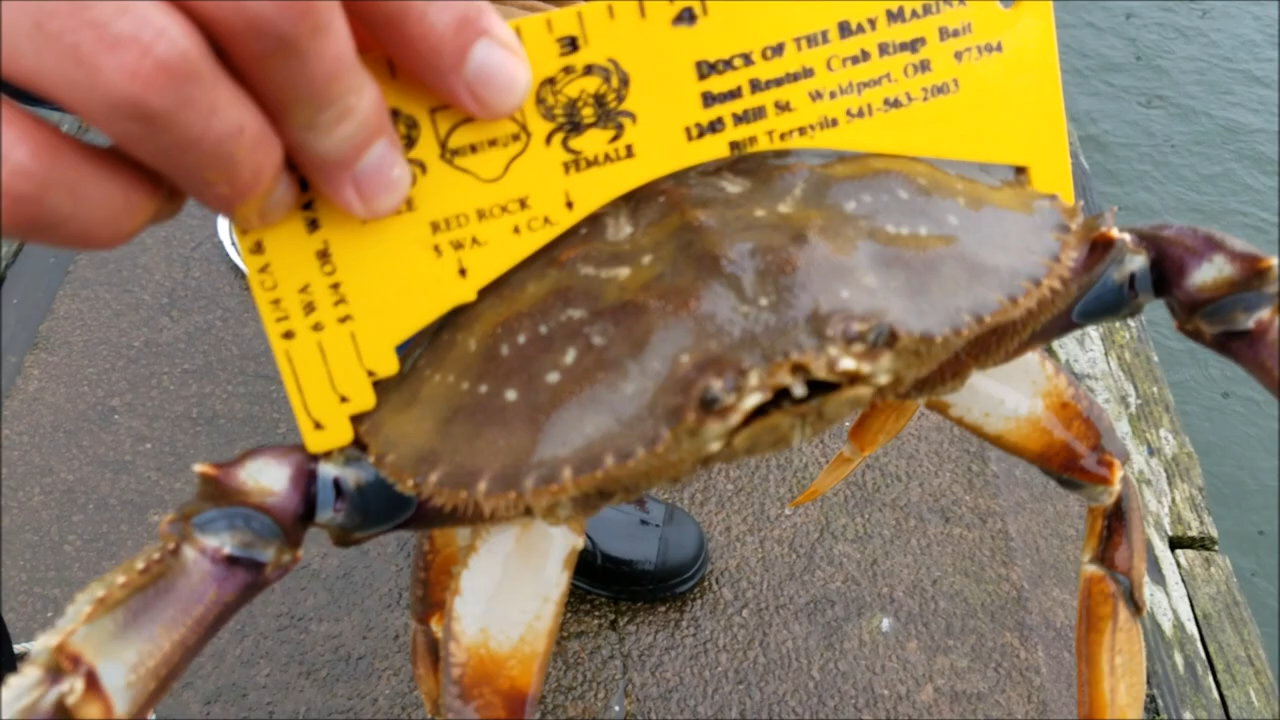 3
4
DOCK OF THE BAY MARINA
Boat Rentals Crab Rings Bait
1245 Mill St. Waldport, OR 97394
541-563-2003
MINIMUM
FEMALE
RED ROCK
5 WA. 4 CA.
6 1/4 CA
6 WA
5 3/4 OR. WA